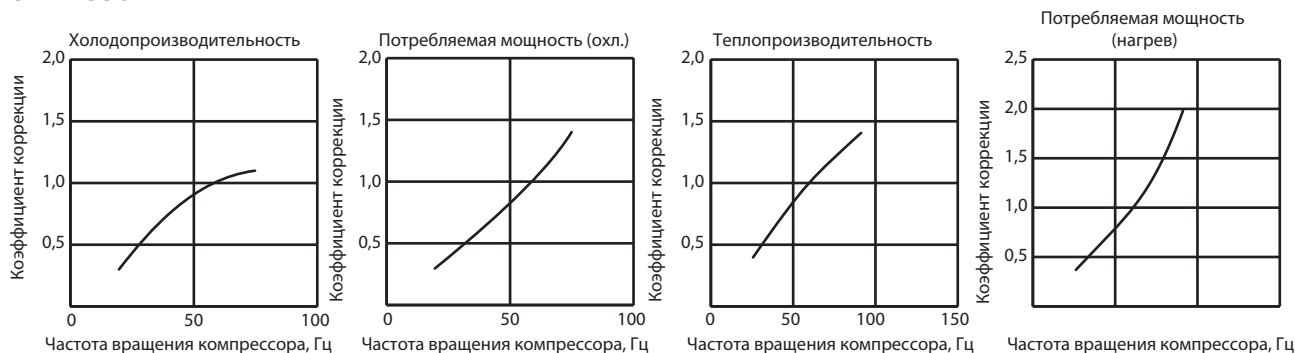 Холодопроизводительность
Коэффициент коррекции
2,0
1,5
1,0
0,5
0 50 100
Частота вращения компрессора, Гц
Потребляемая мощность (охл.)
Коэффициент коррекции
2,0
1,5
1,0
0,5
0 50 100
Частота вращения компрессора, Гц
Теплопроизводительность
Коэффициент коррекции
2,0
1,5
1,0
0,5
0 50 100 150
Частота вращения компрессора, Гц
Потребляемая мощность
(нагрев)
Коэффициент коррекции
2,5
2,0
1,5
1,0
0,5
Частота вращения компрессора, Гц